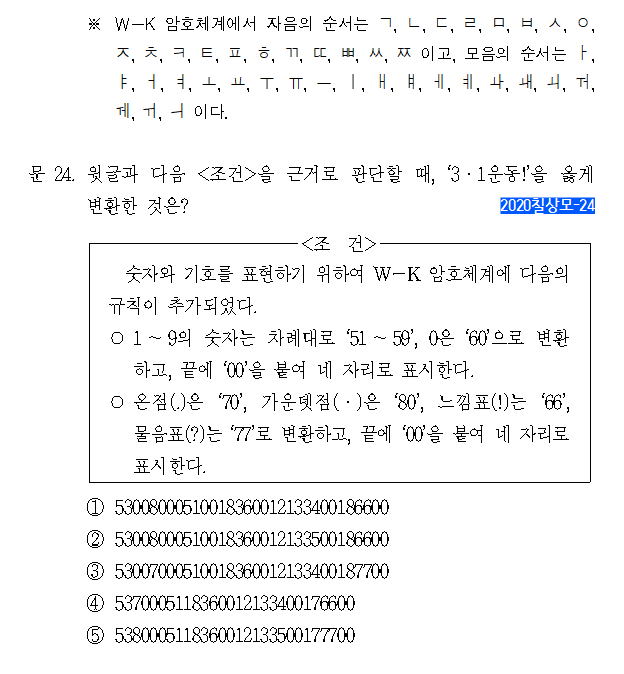 ※ W-K 암호체계에서 자음의 순서는 ㄱ, ㄴ, ㄷ, ㄹ, ㅁ, ㅂ, ㅅ, ㅇ,
ㅈ, ㅊ, ㅋ, ㅌ, ㅍ, ㅎ, ㄲ, ㄸ, ㅃ, ㅆ, ㅉ 이고, 모음의 순서는 ㅏ,
ㅑ, ㅓ, ㅕ, ㅗ, ㅛ, ㅜ, ㅠ, ㅡ, ㅣ, ㅐ, ㅒ, ㅔ, ㅖ, ㅘ, ㅙ, ㅚ, ㅝ,
ㅞ, ㅟ, ㅢ 이다.
문 24. 윗글과 다음 <조건>을 근거로 판단할 때, ‘3·1운동!’을 옳게
변환한 것은? 2020칠상모-24
<조 건>
숫자와 기호를 표현하기 위하여 W-K 암호체계에 다음의
규칙이 추가되었다.
○ 1~9의 숫자는 차례대로 ‘51~59’, 0은 ‘60’으로 변환
하고, 끝에 ‘00’을 붙여 네 자리로 표시한다.
○ 온점(.)은 ‘70’, 가운뎃점(·)은 ‘80’, 느낌표(!)는 ‘66’,
물음표(?)는 ‘77’로 변환하고, 끝에 ‘00’을 붙여 네 자리로
표시한다.
① 53008000510018360012133400186600
② 53008000510018360012133500186600
③ 53007000510018360012133400187700
④ 5370005118360012133400176600
⑤ 5380005118360012133500177700